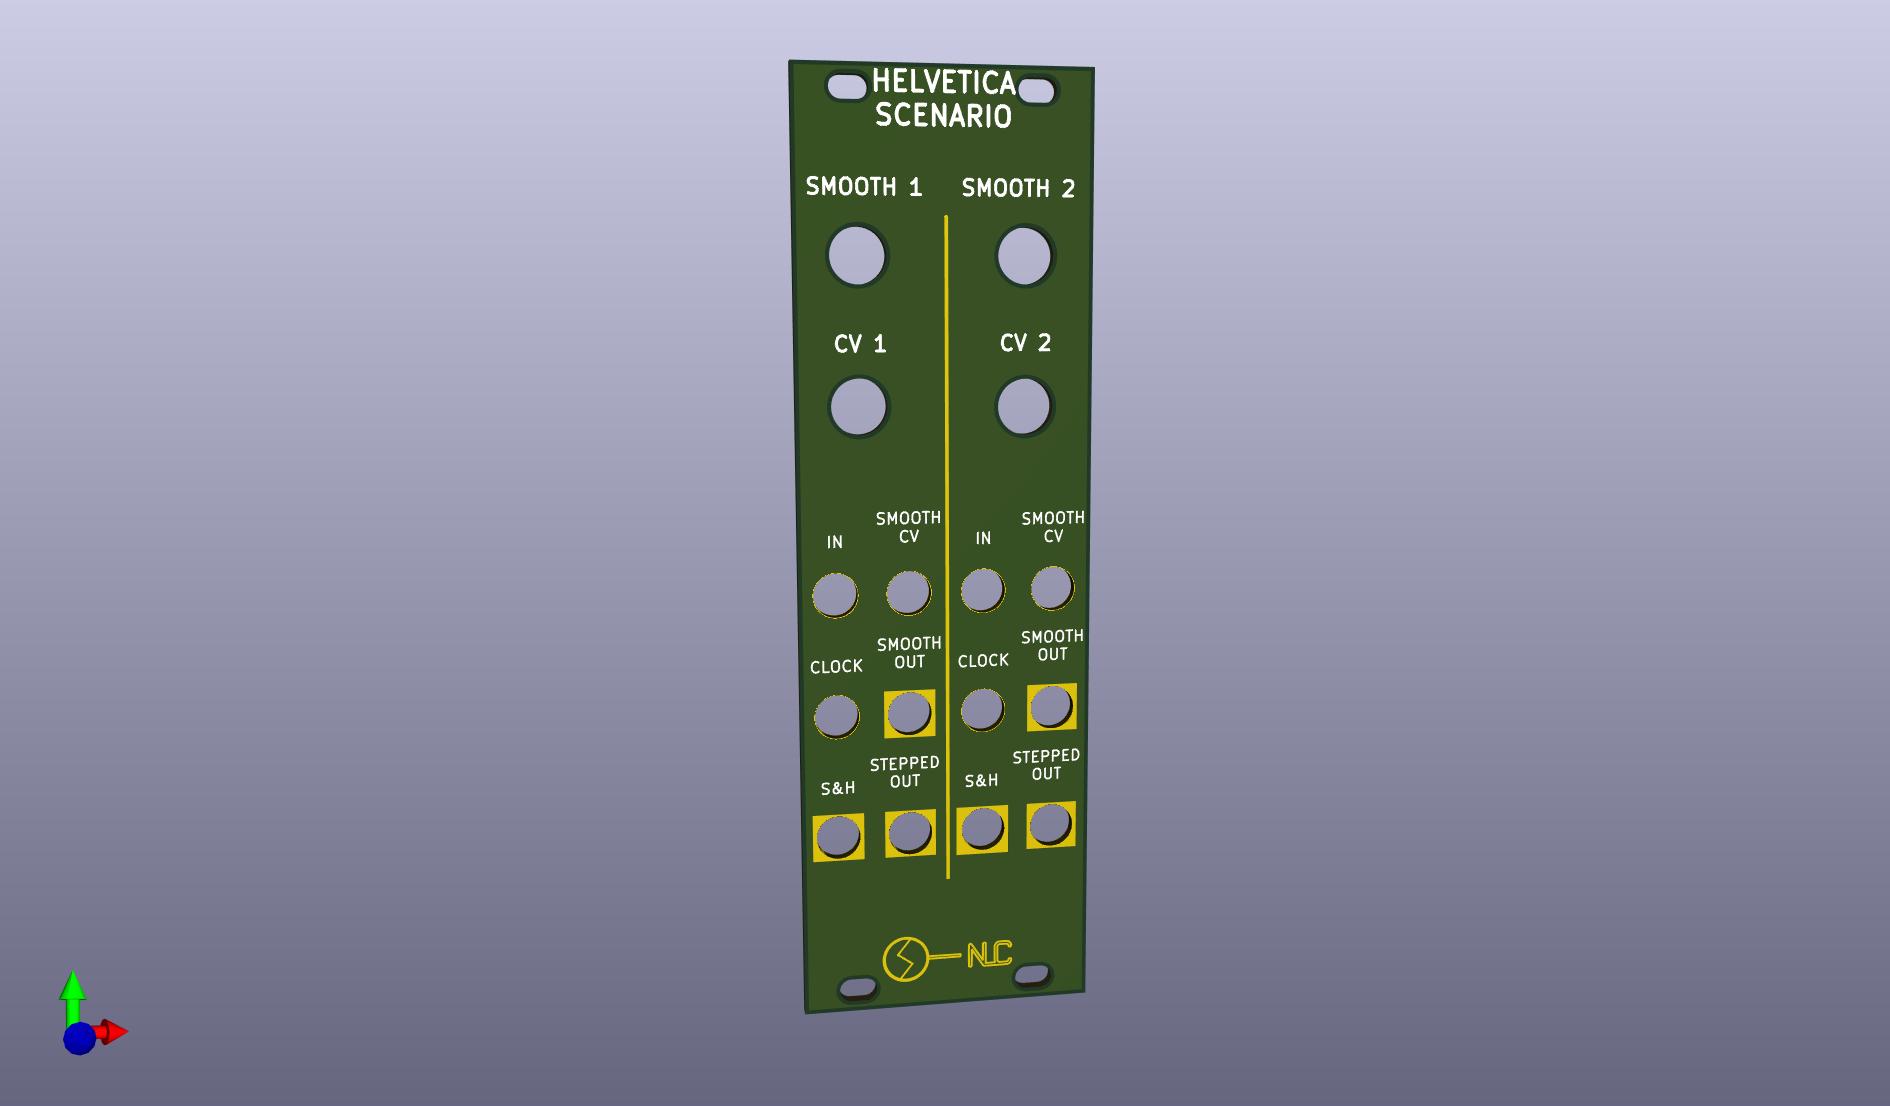 HELVETICA
SCENARIO
SMOOTH 1
SMOOTH 2
CV 1
CV 2
IN
SMOOTH
CV
IN
SMOOTH
CV
CLOCK
SMOOTH
OUT
CLOCK
SMOOTH
OUT
S&H
STEPPED
OUT
S&H
STEPPED
OUT
NLC